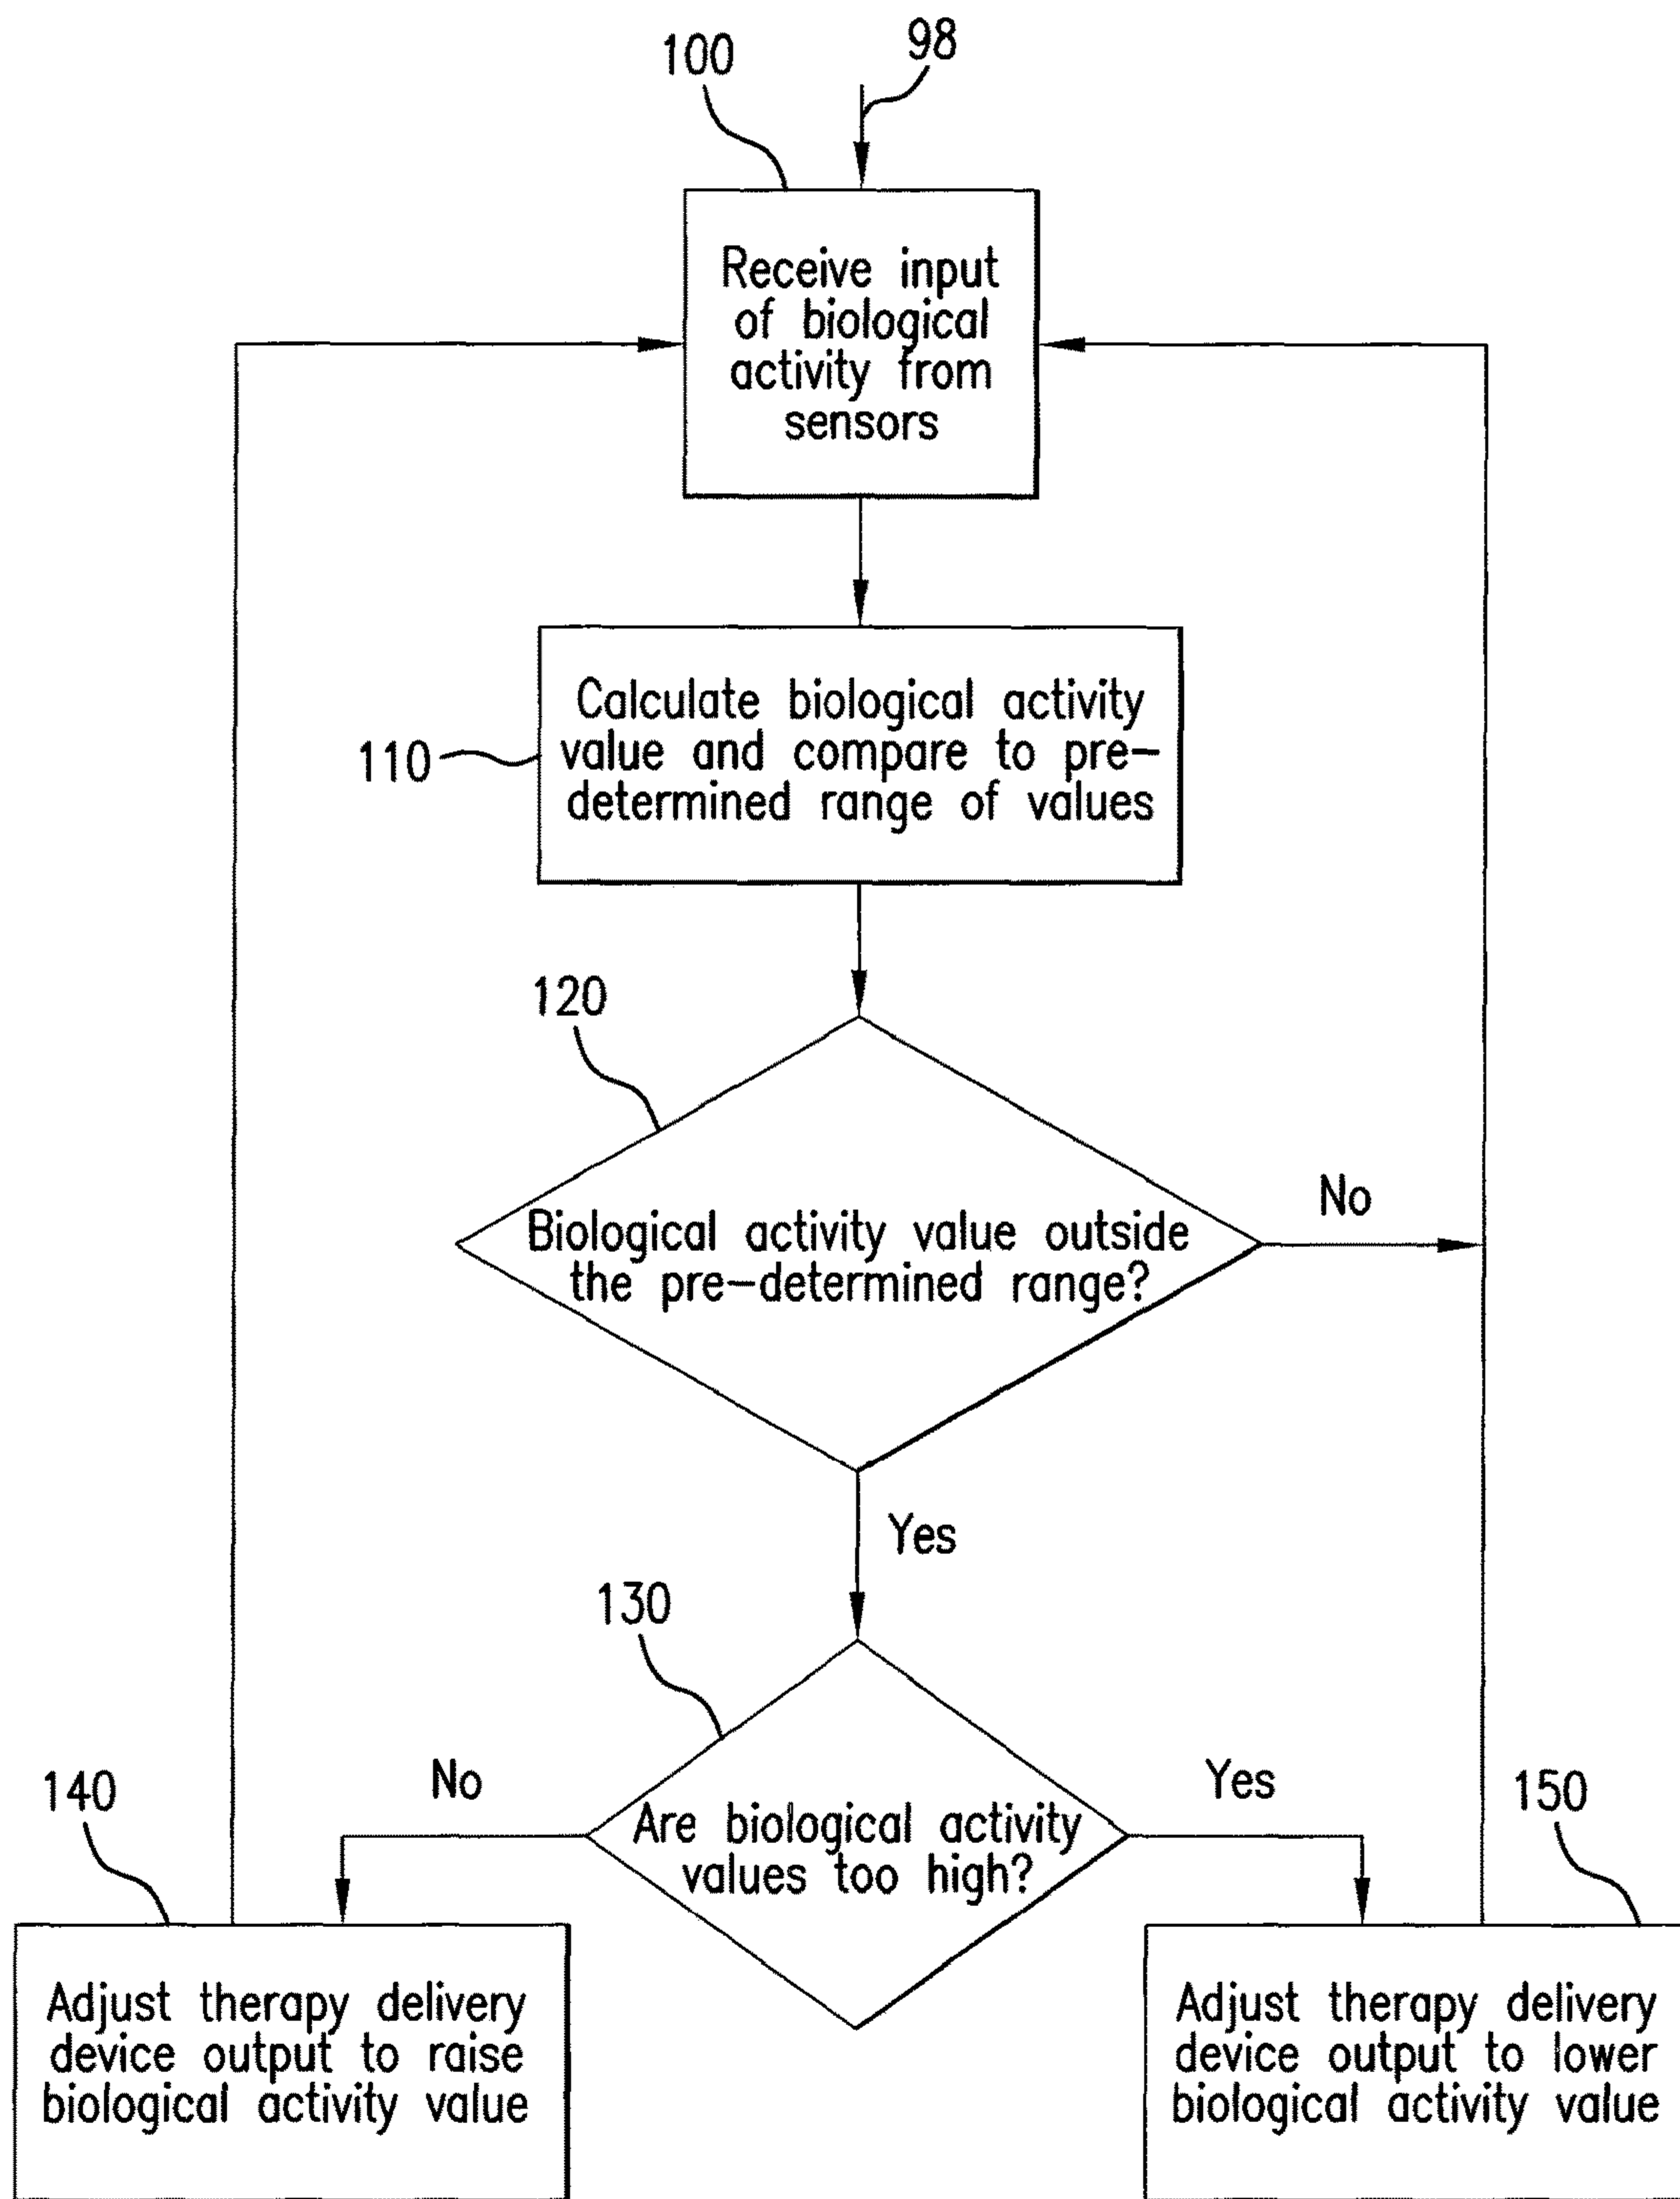 98
100
Receive input
of biological
activity from
sensors
110
Calculate biological activity
value and compare to pre-
determined range of values
120
Biological activity value outside
the pre-determined range?
No
Yes
130
Are biological activity
values too high?
No
Yes
140
Adjust therapy delivery
device output to raise
biological activity value
150
Adjust therapy delivery
device output to lower
biological activity value